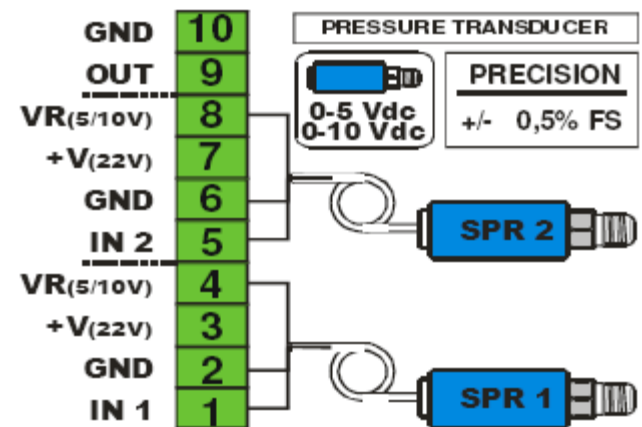 GND 10
OUT 9
VR(5/10V) 8
+V(22V) 7
GND 6
IN 2 5
VR(5/10V) 4
+V(22V) 3
GND 2
IN 1 1
PRESSURE TRANSDUCER
0-5 Vdc
0-10 Vdc
PRECISION
+/- 0,5% FS
SPR 2
SPR 1